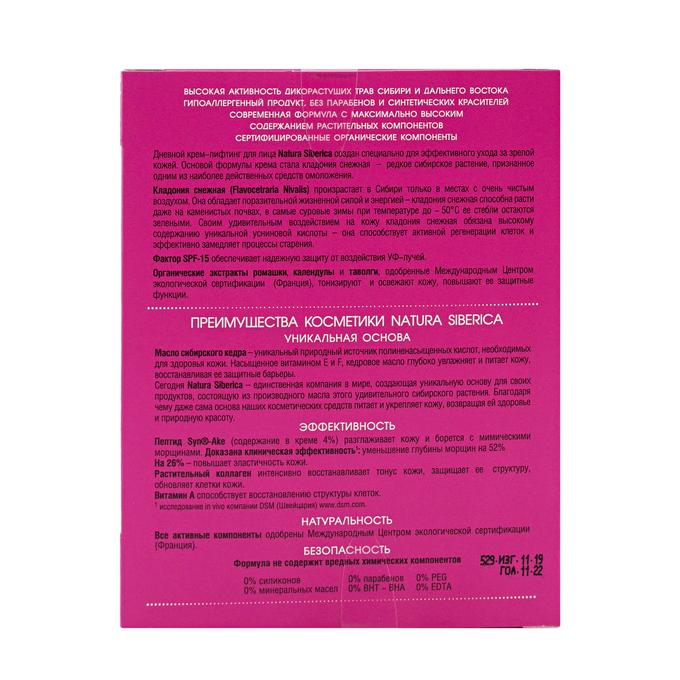 ВЫСОКАЯ АКТИВНОСТЬ ДИКОРАСТУЩИХ ТРАВ СИБИРИ И ДАЛЬНЕГО ВОСТОКА
ГИПОАЛЛЕРГЕННЫЙ ПРОДУКТ, БЕЗ ПАРАБЕНОВ И СИНТЕТИЧЕСКИХ КРАСИТЕЛЕЙ
СОВРЕМЕННАЯ ФОРМУЛА С МАКСИМАЛЬНО ВЫСОКИМ
СОДЕРЖАНИЕМ РАСТИТЕЛЬНЫХ КОМПОНЕНТОВ
СЕРТИФИЦИРОВАННЫЕ ОРГАНИЧЕСКИЕ КОМПОНЕНТЫ
Дневной крем-лифтинг для лица Natura Siberica создан специально для эффективного ухода за зрелой
кожей. Основой формулы крема стала кладония снежная — редкое сибирское растение, признанное
одним из наиболее действенных средств омоложения.
Кладония снежная (Flavocetraria Nivalis) произрастает в Сибири только в местах с очень чистым
воздухом. Она обладает поразительной жизненной силой и энергией – кладония снежная способна расти
даже на каменистых почвах, в самые суровые зимы при температуре до – 50°С ее стебли остаются
зелеными. Своим удивительным воздействием на кожу кладония снежная обязана высокому
содержанию уникальной усниновой кислоты – она способствует активной регенерации клеток и
эффективно замедляет процессы старения.
Фактор SPF-15 обеспечивает надежную защиту от воздействия УФ-лучей.
Органические экстракты ромашки, календулы и таволги, одобренные Международным Центром
экологической сертификации (Франция), тонизируют и освежают кожу, повышают ее защитные
функции.
ПРЕИМУЩЕСТВА КОСМЕТИКИ NATURA SIBERICA
УНИКАЛЬНАЯ ОСНОВА
Масло сибирского кедра – уникальный природный источник полиненасыщенных кислот, необходимых
для здоровья кожи. Насыщенное витамином Е и F, кедровое масло глубоко увлажняет и питает кожу,
восстанавливая ее защитные барьеры.
Сегодня Natura Siberica – единственная компания в мире, создающая уникальную основу для своих
продуктов, состоящую из производного масла этого удивительного сибирского растения. Благодаря
чему даже сама основа наших косметических средств питает и укрепляет кожу, возвращая ей здоровье
и природную красоту.
ЭФФЕКТИВНОСТЬ
Пептид Syn®-Ake (содержание в креме 4%) разглаживает кожу и борется с мимическими
морщинами. Доказана клиническая эффективность¹: уменьшение глубины морщин на 52%
На 26% – повышает эластичность кожи.
Растительный коллаген интенсивно восстанавливает тонус кожи, защищает ее структуру,
обновляет клетки кожи.
Витамин А способствует восстановлению структуры клеток.
¹ исследование in vivo компании DSM (Швейцария) www.dsm.com.
НАТУРАЛЬНОСТЬ
Все активные компоненты одобрены Международным Центром экологической сертификации
(Франция).
БЕЗОПАСНОСТЬ
Формула не содержит вредных химических компонентов
0% силиконов 0% парабенов 0% PEG
0% минеральных масел 0% BHT - BHA 0% EDTA
529-ИЗГ. 11-19
ГОД. 11-22